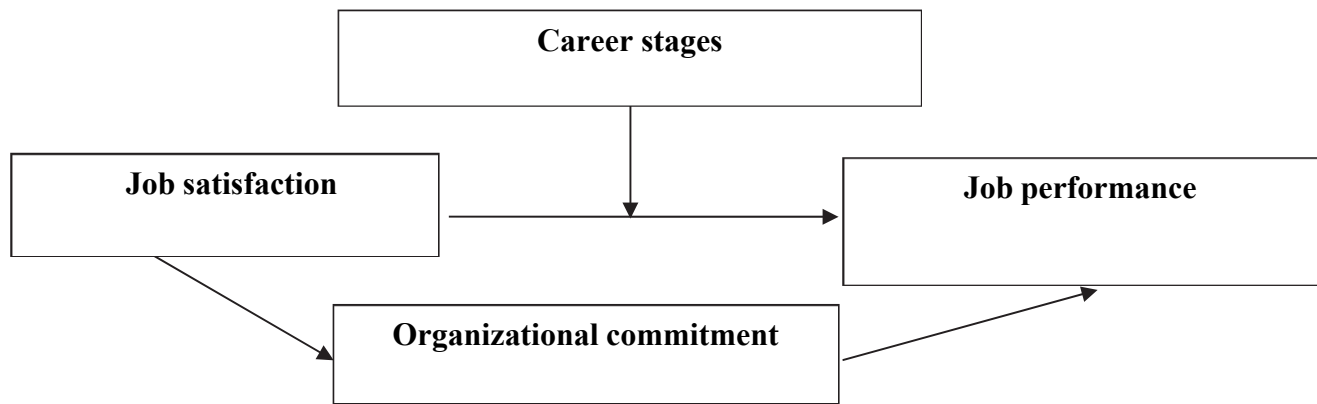 Career stages
Job satisfaction
Job performance
Organizational commitment